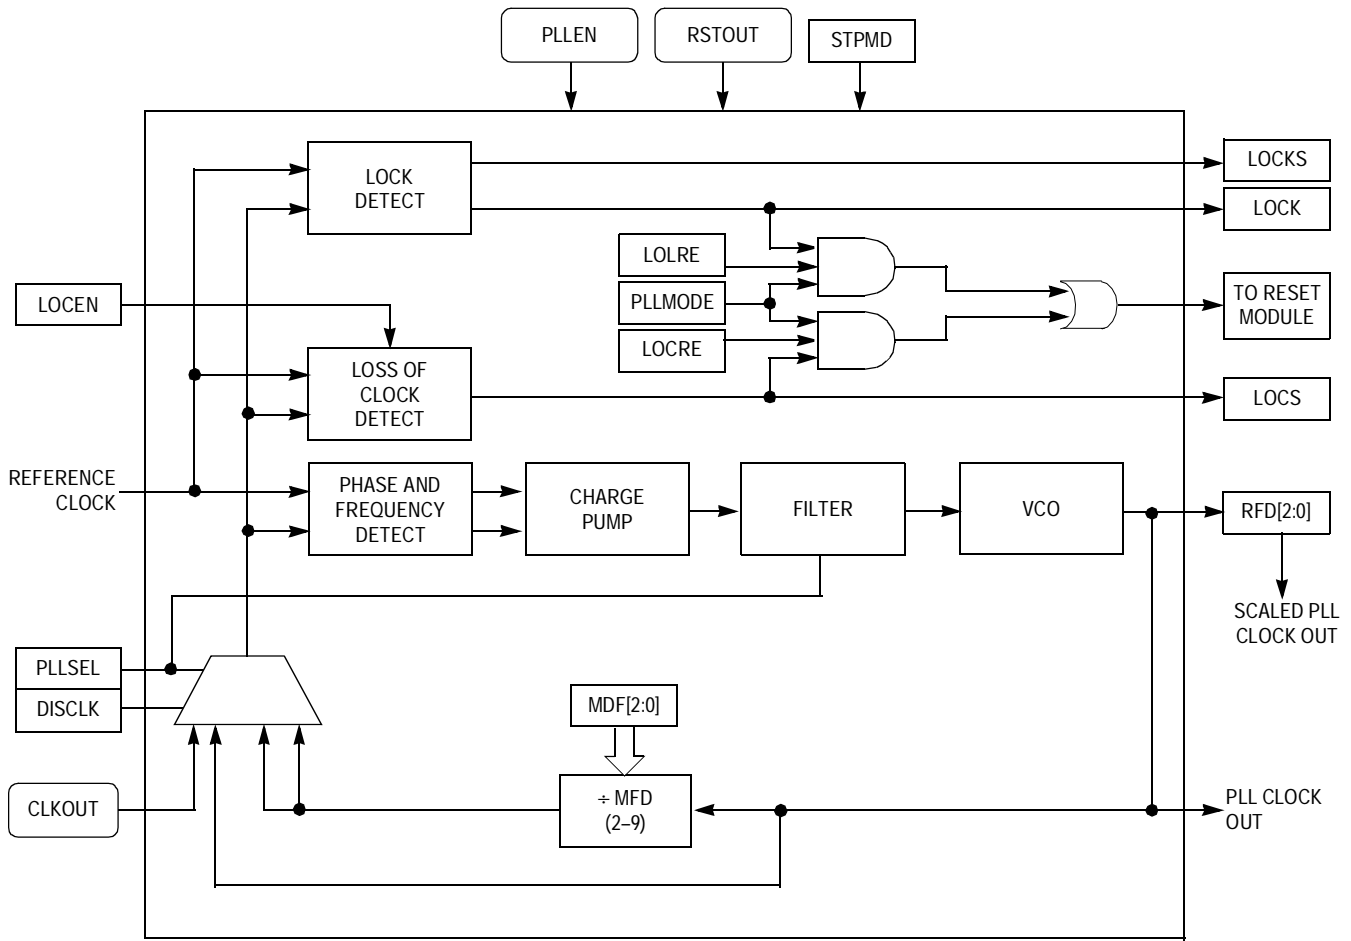 PLLEN
RSTOUT
STPMD
LOCK
DETECT
LOCKS
LOCK
LOLRE
PLLMODE
LOCRE
TO RESET
MODULE
LOCEN
LOSS OF
CLOCK
DETECT
LOCS
REFERENCE
CLOCK
PHASE AND
FREQUENCY
DETECT
CHARGE
PUMP
FILTER
VCO
RFD[2:0]
SCALED PLL
CLOCK OUT
PLLSEL
DISCLK
MDF[2:0]
CLKOUT
÷ MFD
(2–9)
PLL CLOCK
OUT